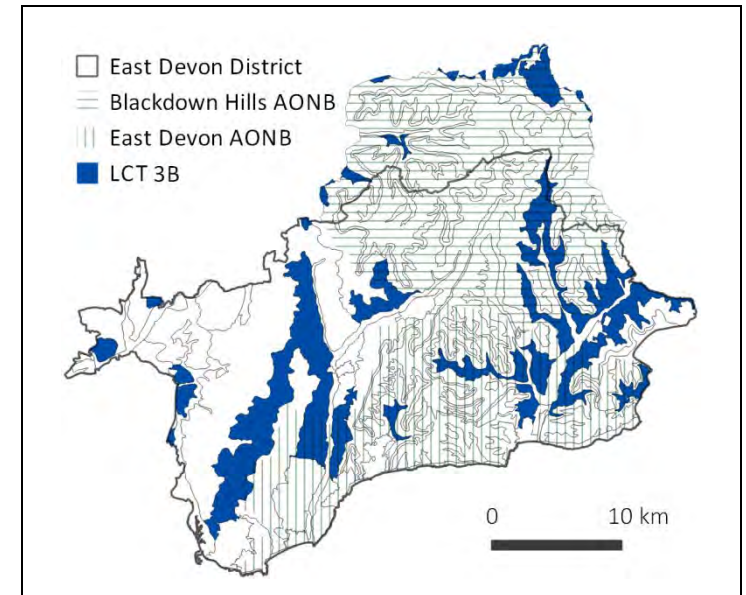 East Devon District
Blackdown Hills AONB
East Devon AONB
LCT 3B
0 10 km